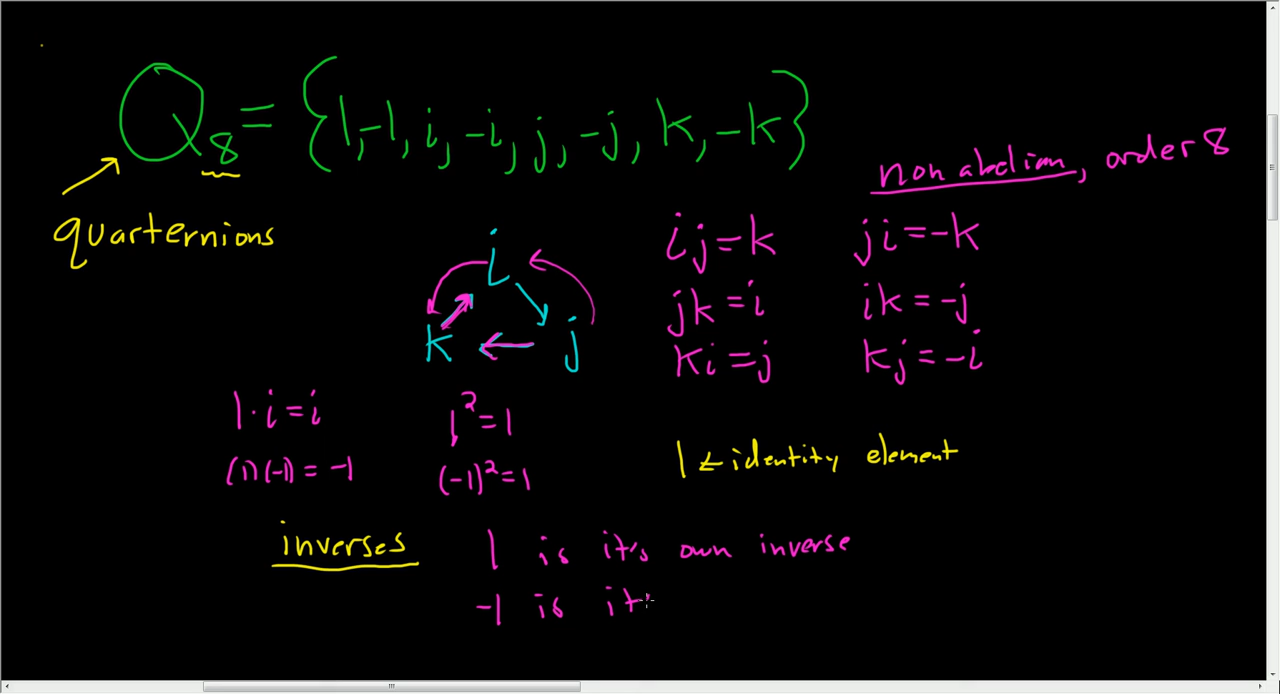 Q8 = {1, -1, i, -i, j, -j, k, -k}
non abelian, order 8
quarternions
i
k j
ij = k ji = -k
jk = i ik = -j
ki = j kj = -i
1 · i = i 1² = 1
(1)(-1) = -1 (-1)² = 1
1 ← identity element
inverses 1 is it's own inverse
-1 is it's